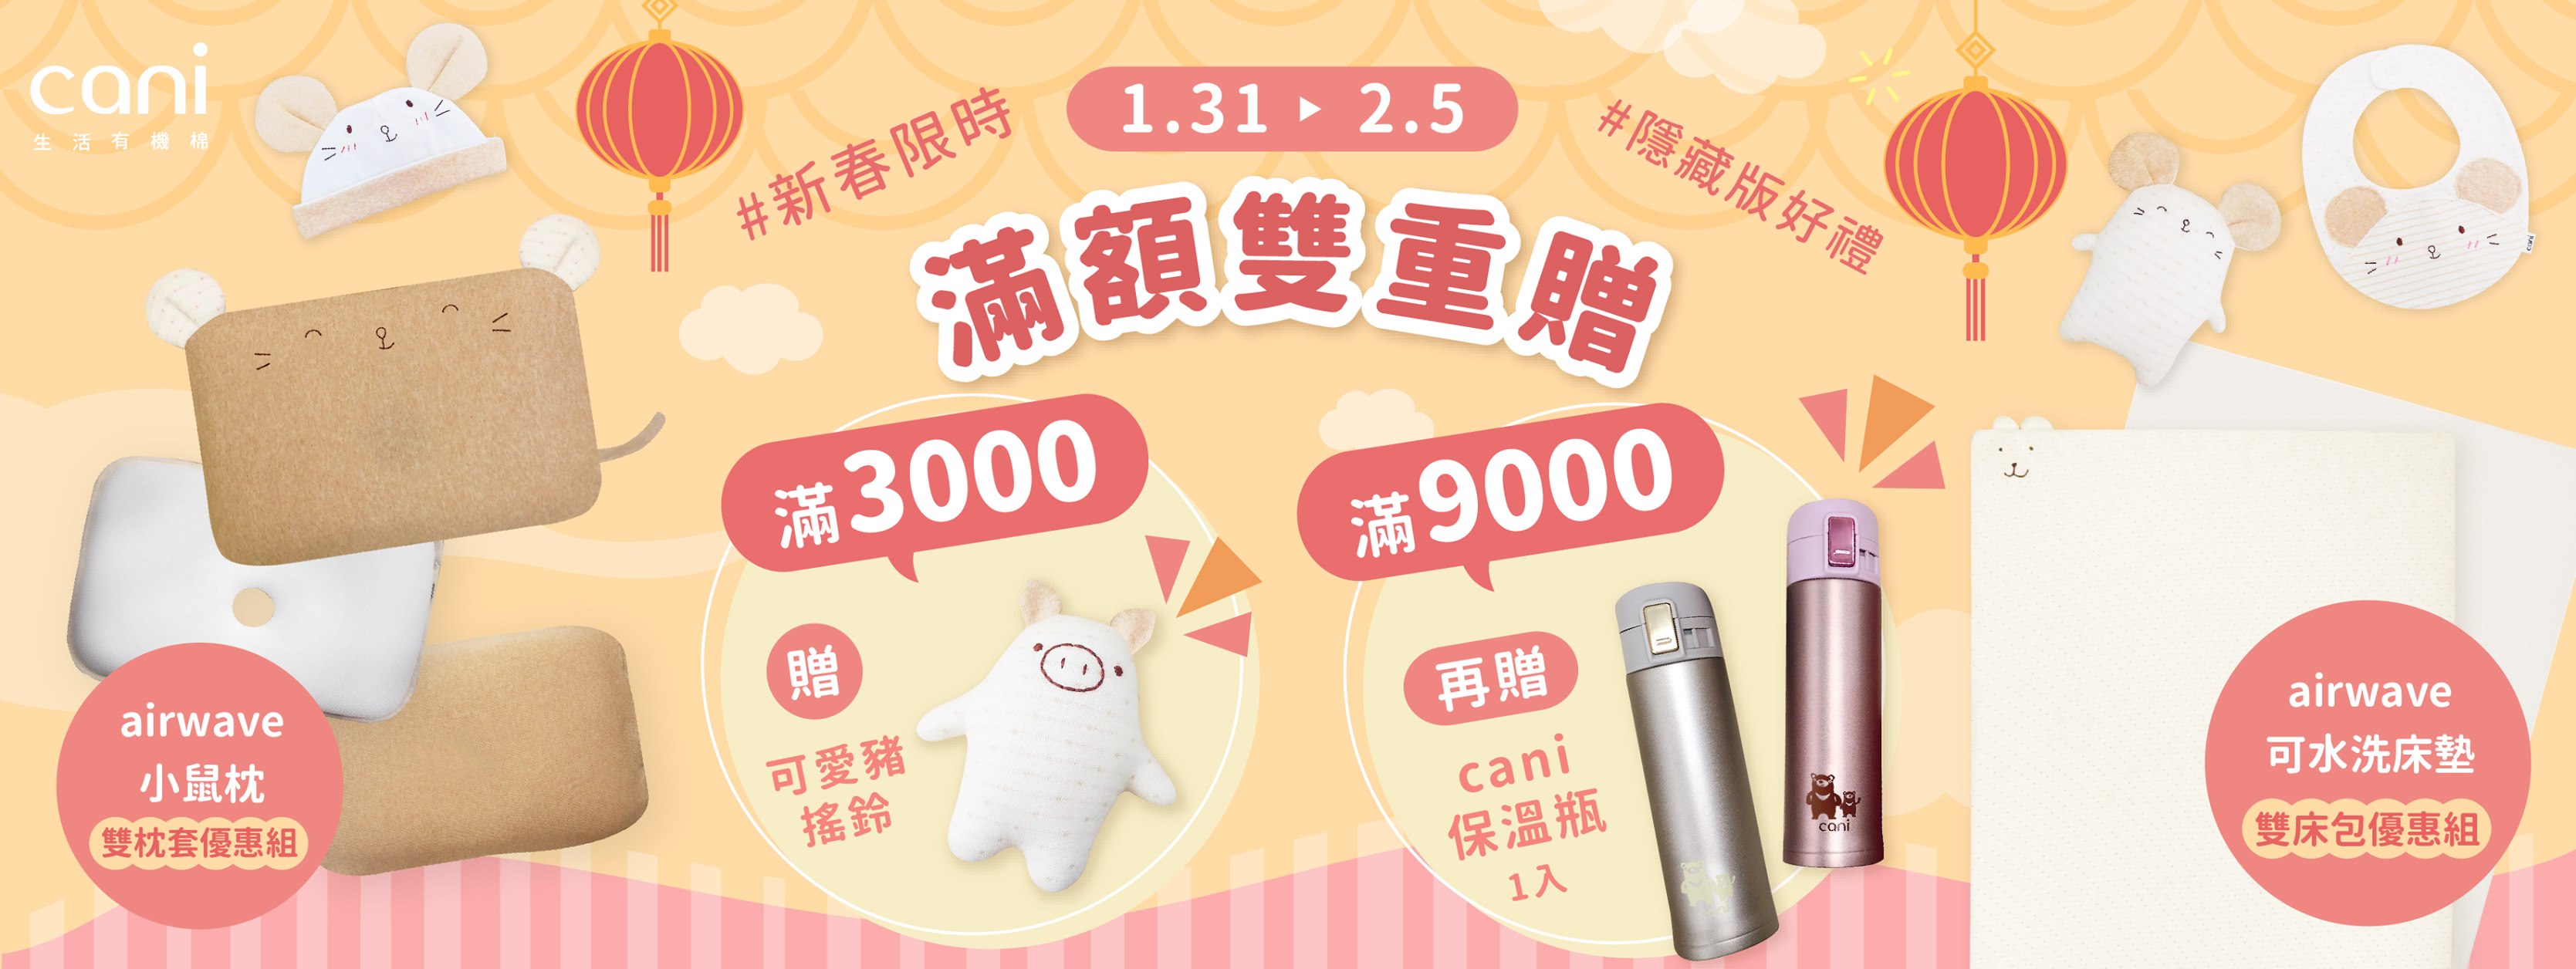 cani
生活有機棉
#新春限時
1.31 ▶ 2.5
#隱藏版好禮
滿額雙重贈
滿3000
贈
可愛豬
搖鈴
滿9000
再贈
cani
保溫瓶
1入
cani
airwave
小鼠枕
雙枕套優惠組
airwave
可水洗床墊
雙床包優惠組
cani